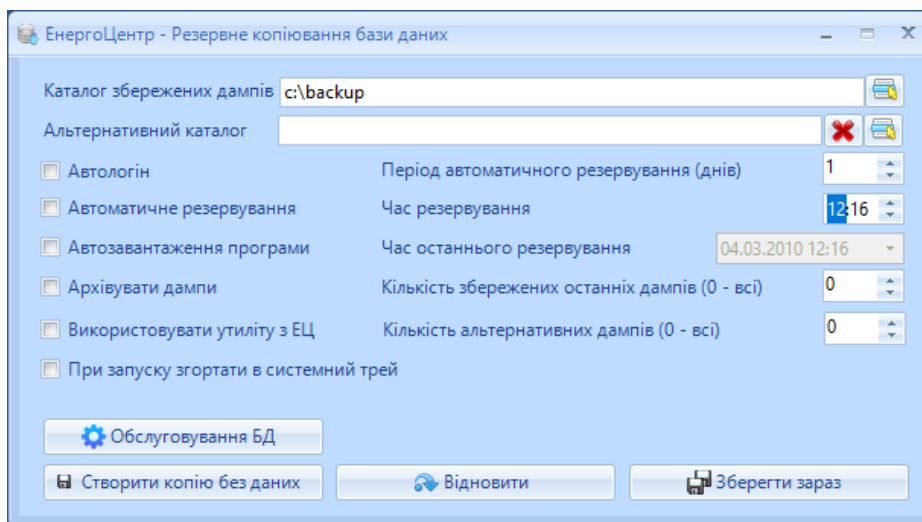 ЕнергоЦентр - Резервне копіювання бази даних
Каталог збережених дампів c:\backup
Альтернативний каталог
Автологін Період автоматичного резервування (днів) 1
Автоматичне резервування Час резервування 12:16
Автозавантаження програми Час останнього резервування 04.03.2010 12:16
Архівувати дампи Кількість збережених останніх дампів (0 - всі) 0
Використовувати утиліту з ЕЦ Кількість альтернативних дампів (0 - всі) 0
При запуску згортати в системний трей
Обслуговування БД
Створити копію без даних Відновити Зберегти зараз